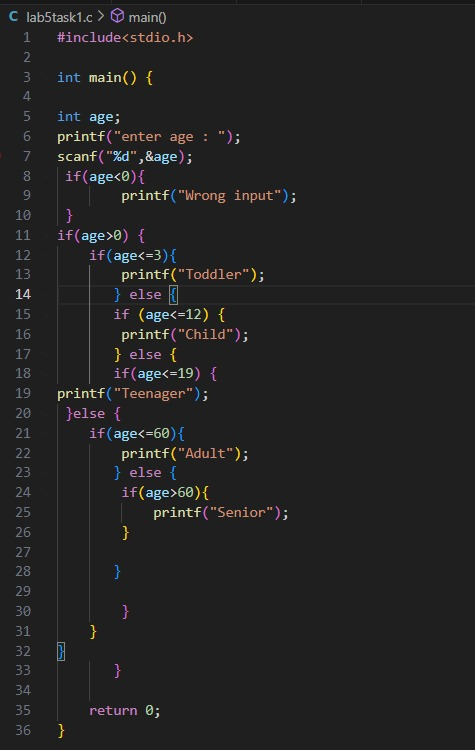 C lab5task1.c > main()
1 #include<stdio.h>
2
3 int main() {
4
5 int age;
6 printf("enter age : ");
7 scanf("%d",&age);
8  if(age<0){
9         printf("Wrong input");
10  }
11 if(age>0) {
12     if(age<=3){
13         printf("Toddler");
14        } else {
15        if (age<=12) {
16         printf("Child");
17        } else {
18        if(age<=19) {
19 printf("Teenager");
20  }else {
21     if(age<=60){
22         printf("Adult");
23        } else {
24         if(age>60){
25             printf("Senior");
26         }
27
28        }
29
30         }
31     }
32 }
33        }
34
35     return 0;
36 }